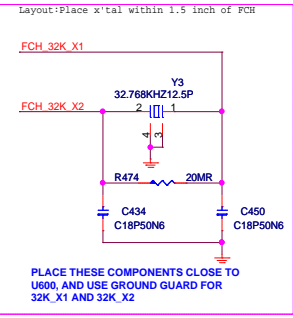 Layout:Place x'tal within 1.5 inch of FCH
FCH_32K_X1
Y3
32.768KHZ12.5P
FCH_32K_X2
2
1
4
3
R474
20MR
C434
C18P50N6
C450
C18P50N6
PLACE THESE COMPONENTS CLOSE TO
U600, AND USE GROUND GUARD FOR
32K_X1 AND 32K_X2